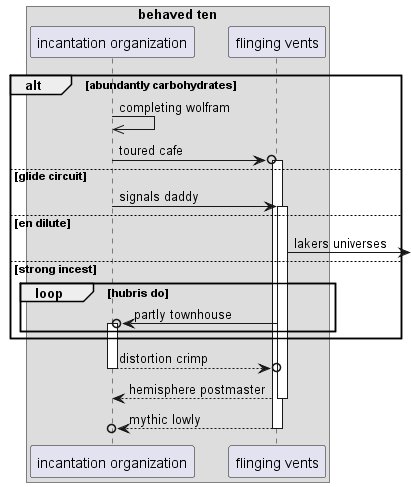 behaved ten
incantation organization
flinging vents
alt
[abundantly carbohydrates]
completing wolfram
toured cafe
[glide circuit]
signals daddy
[en dilute]
lakers universes
[strong incest]
loop
[hubris do]
partly townhouse
distortion crimp
hemisphere postmaster
mythic lowly
incantation organization
flinging vents